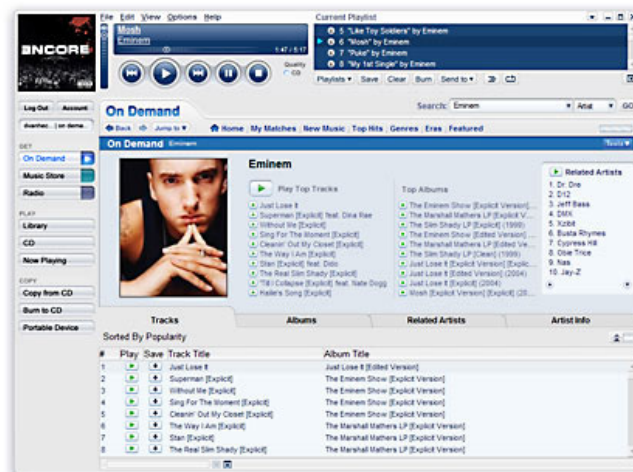 ENCORE
File Edit View Options Help
Mosh
Eminem
1:47 / 5:17
Quality
CD
Current Playlist
5 "Like Toy Soldiers" by Eminem
6 "Mosh" by Eminem
7 "Puke" by Eminem
8 "My 1st Single" by Eminem
Playlists Save Clear Burn Send to
Log Out Account
On Demand
Search: Eminem Artist GO
Back Jump to Home My Matches New Music Top Hits Genres Eras Featured
On Demand Eminem Tools
GET
On Demand
Music Store
Radio
PLAY
Library
CD
Now Playing
COPY
Copy from CD
Burn to CD
Portable Device
Eminem
Play Top Tracks
Just Lose It
Superman [Explicit] feat. Dina Rae
Without Me [Explicit]
Sing For The Moment [Explicit]
Cleanin' Out My Closet [Explicit]
The Way I Am [Explicit]
Stan [Explicit] feat. Dido
The Real Slim Shady [Explicit]
'Till I Collapse [Explicit] feat. Nate Dogg
Hailie's Song [Explicit]
Top Albums
The Eminem Show [Explicit Version]...
The Marshall Mathers LP [Explicit V...
The Slim Shady LP [Explicit] (1999)
The Eminem Show [Edited Version]...
The Marshall Mathers LP [Edited Ve...
The Slim Shady LP [Clean] (1999)
Just Lose It [Explicit Version] [Explic...
Just Lose It [Edited Version] (2004)
Just Lose It [Explicit] (2004)
Mosh [Explicit Version] [Explicit] (20...
Related Artists
1. Dr. Dre
2. D12
3. Jeff Bass
4. DMX
5. Xzibit
6. Busta Rhymes
7. Cypress Hill
8. Obie Trice
9. Nas
10. Jay-Z
Tracks Albums Related Artists Artist Info
Sorted By Popularity
# Play Save Track Title Album Title
1 Just Lose It Just Lose It [Edited Version]
2 Superman [Explicit] The Eminem Show [Explicit Version]
3 Without Me [Explicit] The Eminem Show [Explicit Version]
4 Sing For The Moment [Explicit] The Eminem Show [Explicit Version]
5 Cleanin' Out My Closet [Explicit] The Eminem Show [Explicit Version]
6 The Way I Am [Explicit] The Marshall Mathers LP [Explicit Version]
7 Stan [Explicit] The Marshall Mathers LP [Explicit Version]
8 The Real Slim Shady [Explicit] The Marshall Mathers LP [Explicit Version]